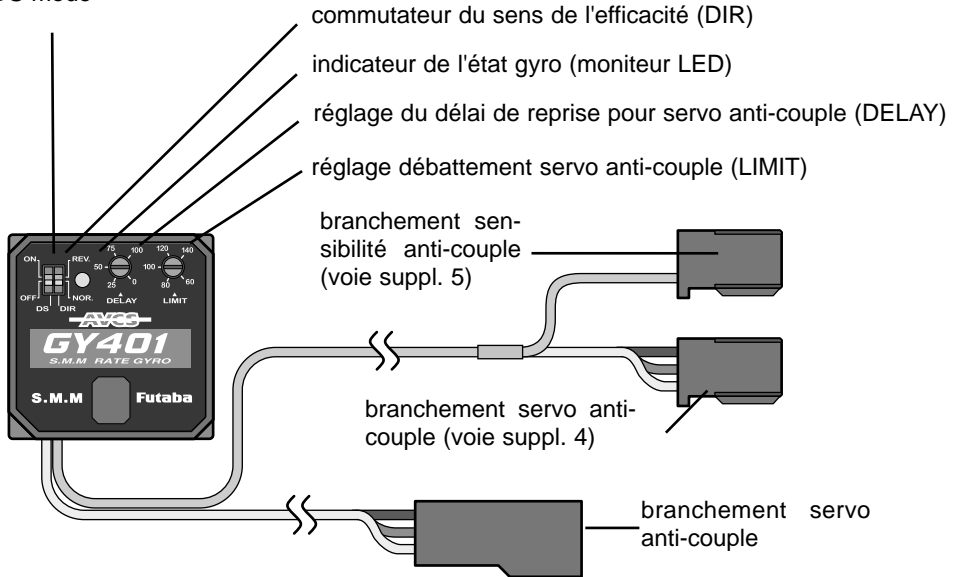 commutateur du sens de l'efficacité (DIR)
indicateur de l'état gyro (moniteur LED)
réglage du délai de reprise pour servo anti-couple (DELAY)
réglage débattement servo anti-couple (LIMIT)
branchement sen-
sibilité anti-couple
(voie suppl. 5)
ON
REV.
OFF
NOR.
DS
DIR
75
100
50
25
0
DELAY
120
140
100
80
60
LIMIT
AVCS
GY401
S.M.M RATE GYRO
S.M.M
Futaba
branchement servo anti-
couple (voie suppl. 4)
branchement servo
anti-couple